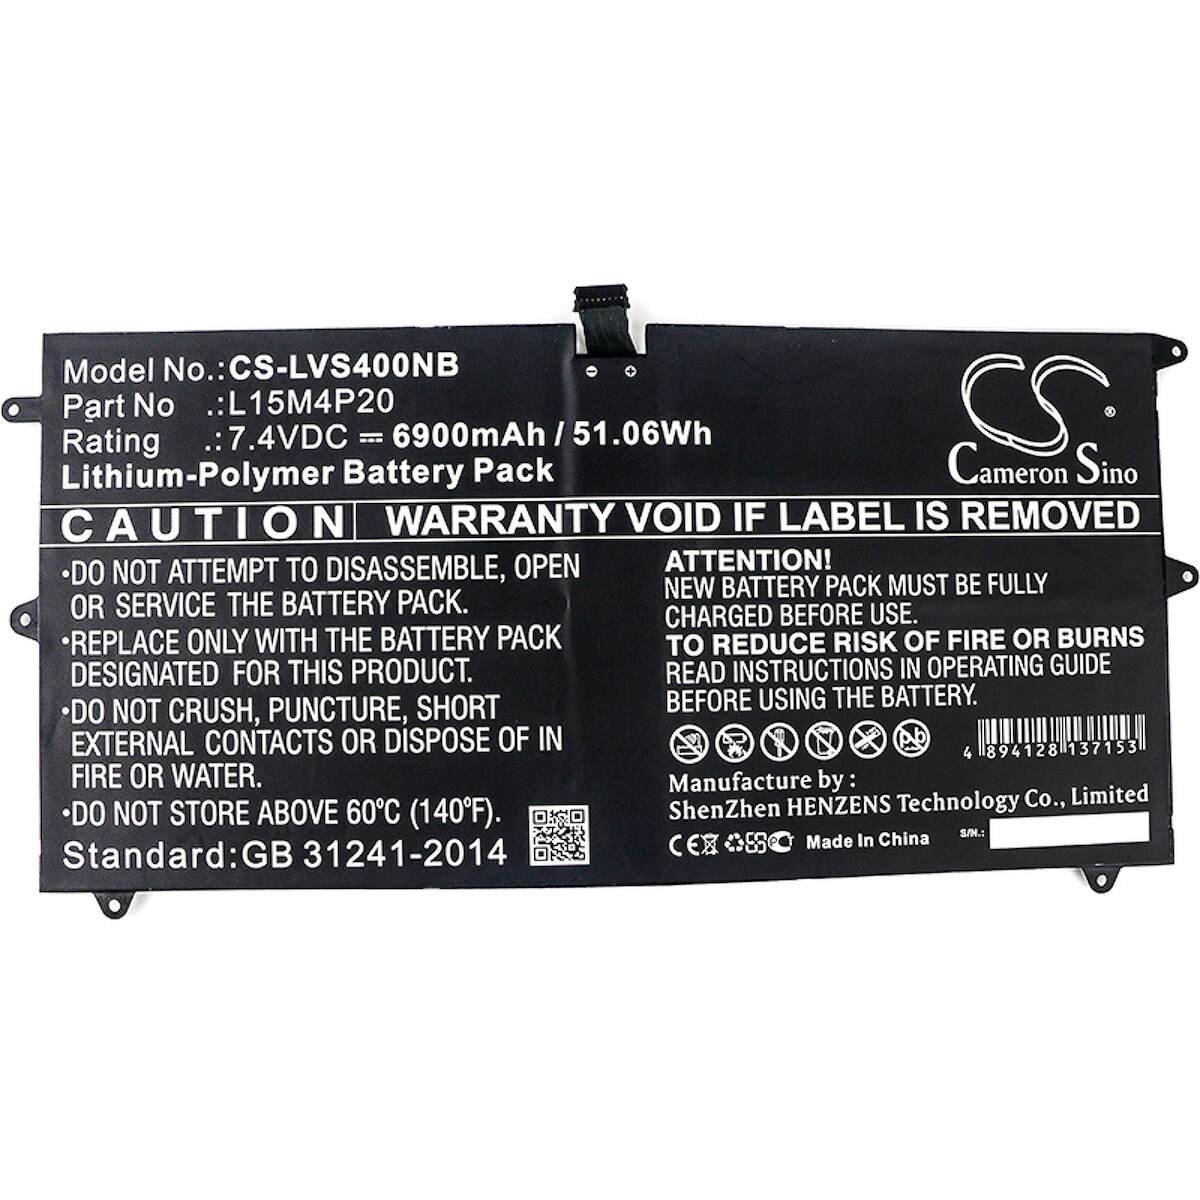 Model No.:CS-LVS400NB
Part No .:L15M4P20
Rating .:7.4VDC ⎓ 6900mAh / 51.06Wh
Lithium-Polymer Battery Pack
- +
CS ®
Cameron Sino
CAUTION WARRANTY VOID IF LABEL IS REMOVED
•DO NOT ATTEMPT TO DISASSEMBLE, OPEN
OR SERVICE THE BATTERY PACK.
•REPLACE ONLY WITH THE BATTERY PACK
DESIGNATED FOR THIS PRODUCT.
•DO NOT CRUSH, PUNCTURE, SHORT
EXTERNAL CONTACTS OR DISPOSE OF IN
FIRE OR WATER.
•DO NOT STORE ABOVE 60ºC (140ºF).
Standard:GB 31241-2014
ATTENTION!
NEW BATTERY PACK MUST BE FULLY
CHARGED BEFORE USE.
TO REDUCE RISK OF FIRE OR BURNS
READ INSTRUCTIONS IN OPERATING GUIDE
BEFORE USING THE BATTERY.
Pb
4 894128 137153
Manufacture by :
ShenZhen HENZENS Technology Co., Limited
CE Made In China S/N.: